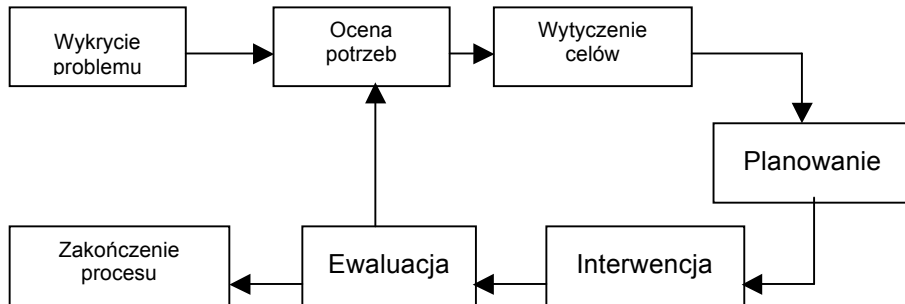 Wykrycie
problemu
Ocena
potrzeb
Wytyczenie
celów
Planowanie
Interwencja
Ewaluacja
Zakończenie
procesu